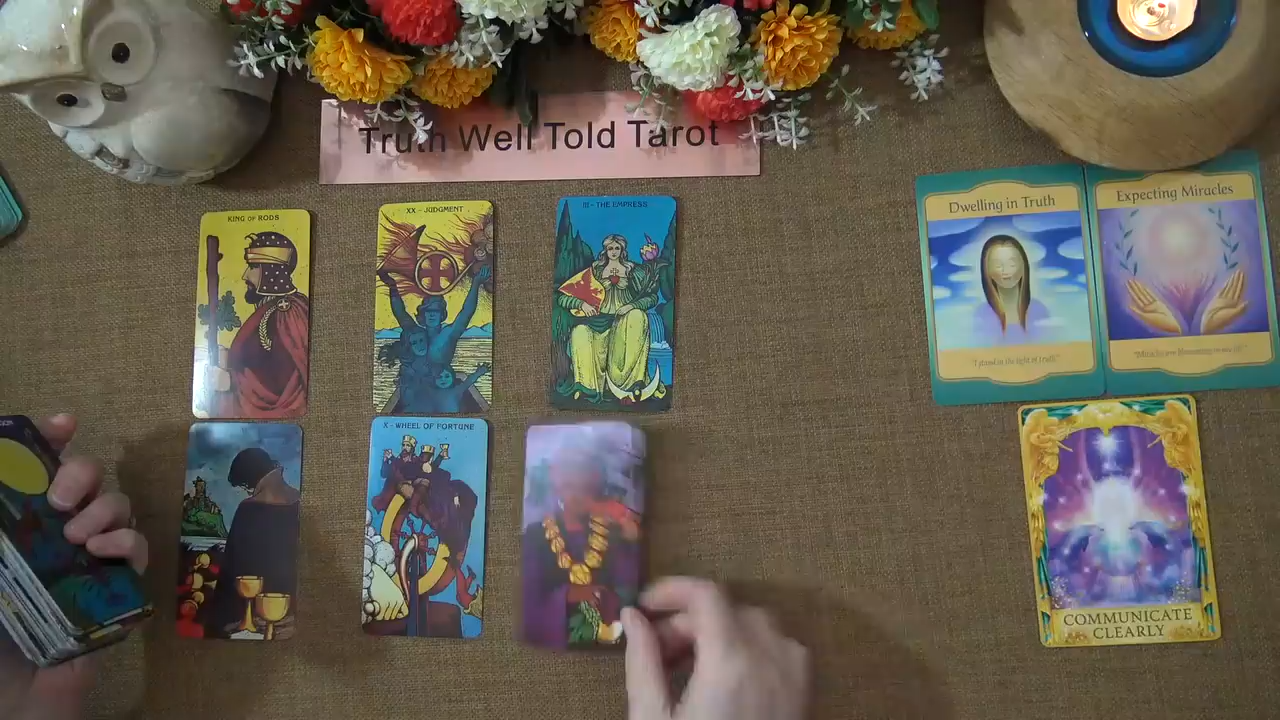 Truth Well Told Tarot
KING OF RODS
XX - JUDGMENT
III - THE EMPRESS
Dwelling in Truth
Expecting Miracles
"I stand in the light of truth."
X - WHEEL OF FORTUNE
COMMUNICATE
CLEARLY